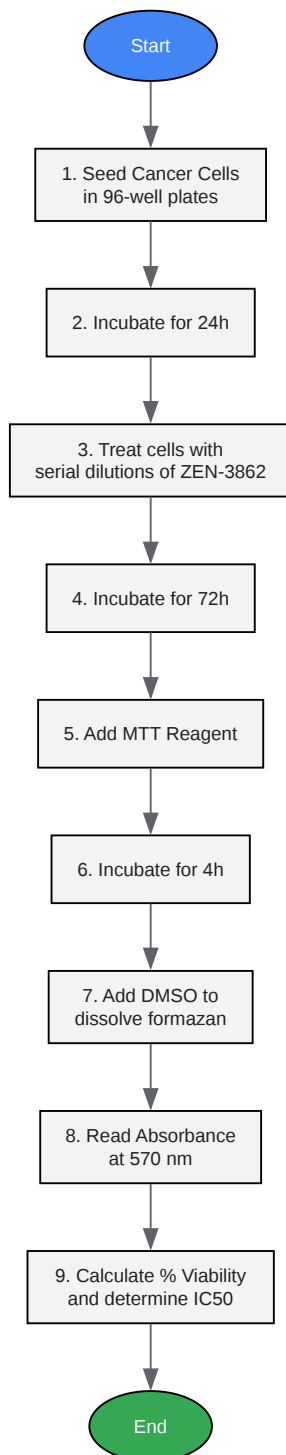 Start
1. Seed Cancer Cells
in 96-well plates
2. Incubate for 24h
3. Treat cells with
serial dilutions of ZEN-3862
4. Incubate for 72h
5. Add MTT Reagent
6. Incubate for 4h
7. Add DMSO to
dissolve formazan
8. Read Absorbance
at 570 nm
9. Calculate % Viability
and determine IC50
End